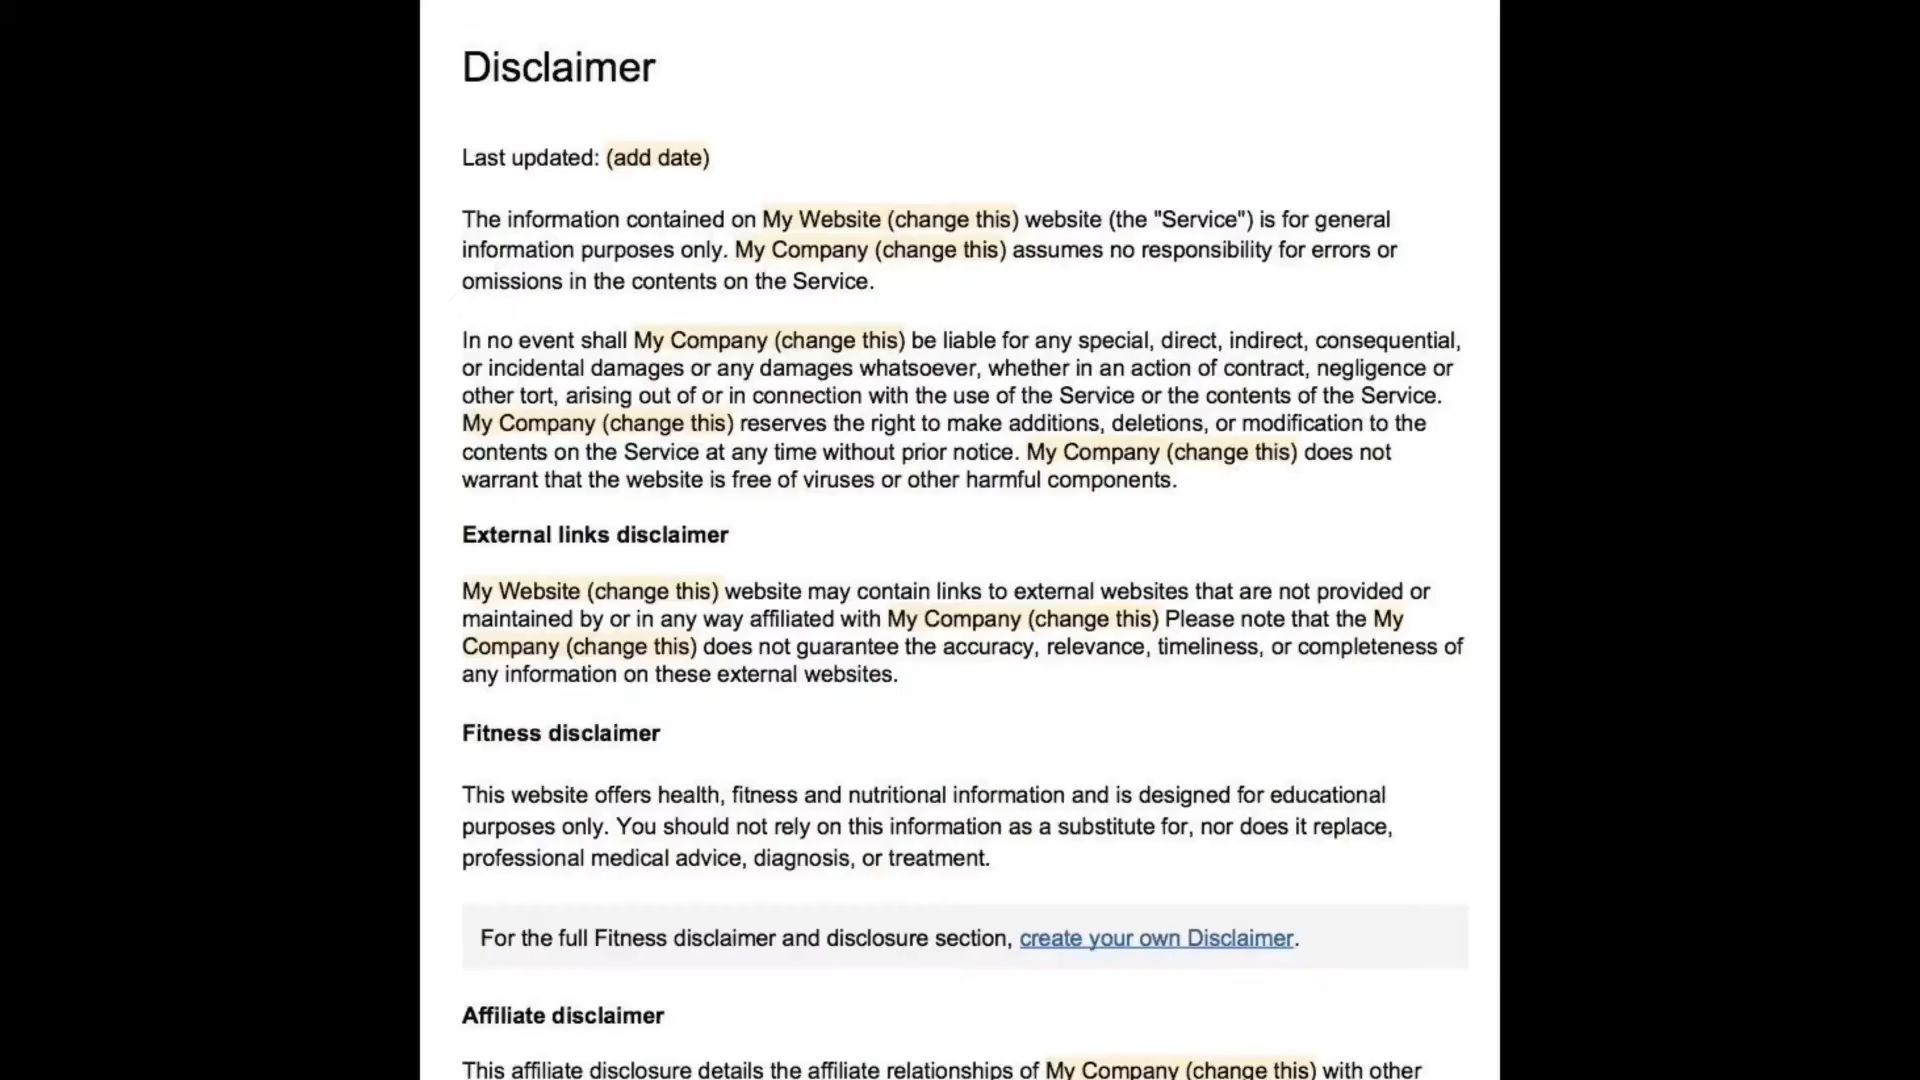 Disclaimer
Last updated: (add date)
The information contained on My Website (change this) website (the "Service") is for general
information purposes only. My Company (change this) assumes no responsibility for errors or
omissions in the contents on the Service.
In no event shall My Company (change this) be liable for any special, direct, indirect, consequential,
or incidental damages or any damages whatsoever, whether in an action of contract, negligence or
other tort, arising out of or in connection with the use of the Service or the contents of the Service.
My Company (change this) reserves the right to make additions, deletions, or modification to the
contents on the Service at any time without prior notice. My Company (change this) does not
warrant that the website is free of viruses or other harmful components.
External links disclaimer
My Website (change this) website may contain links to external websites that are not provided or
maintained by or in any way affiliated with My Company (change this) Please note that the My
Company (change this) does not guarantee the accuracy, relevance, timeliness, or completeness of
any information on these external websites.
Fitness disclaimer
This website offers health, fitness and nutritional information and is designed for educational
purposes only. You should not rely on this information as a substitute for, nor does it replace,
professional medical advice, diagnosis, or treatment.
For the full Fitness disclaimer and disclosure section, create your own Disclaimer.
Affiliate disclaimer
This affiliate disclosure details the affiliate relationships of My Company (change this) with other